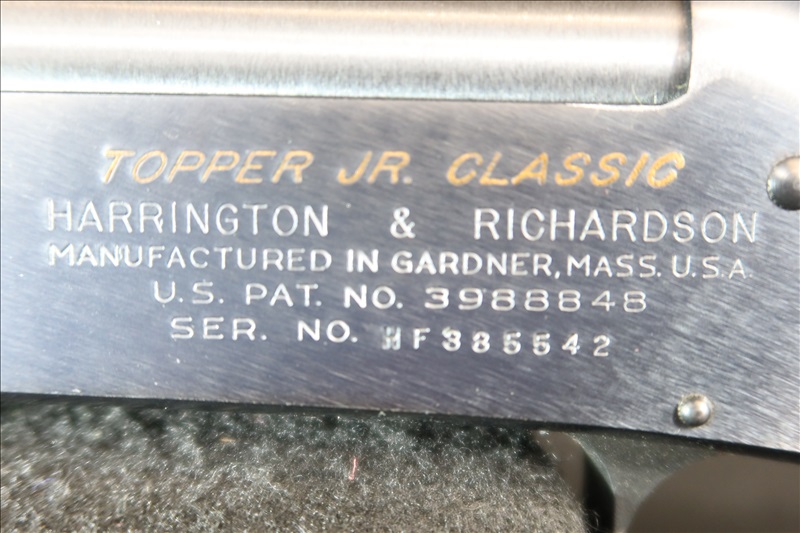 TOPPER JR. CLASSIC
HARRINGTON & RICHARDSON
MANUFACTURED IN GARDNER, MASS. U.S.A.
U.S. PAT. NO. 3988848
SER. NO. HF385542